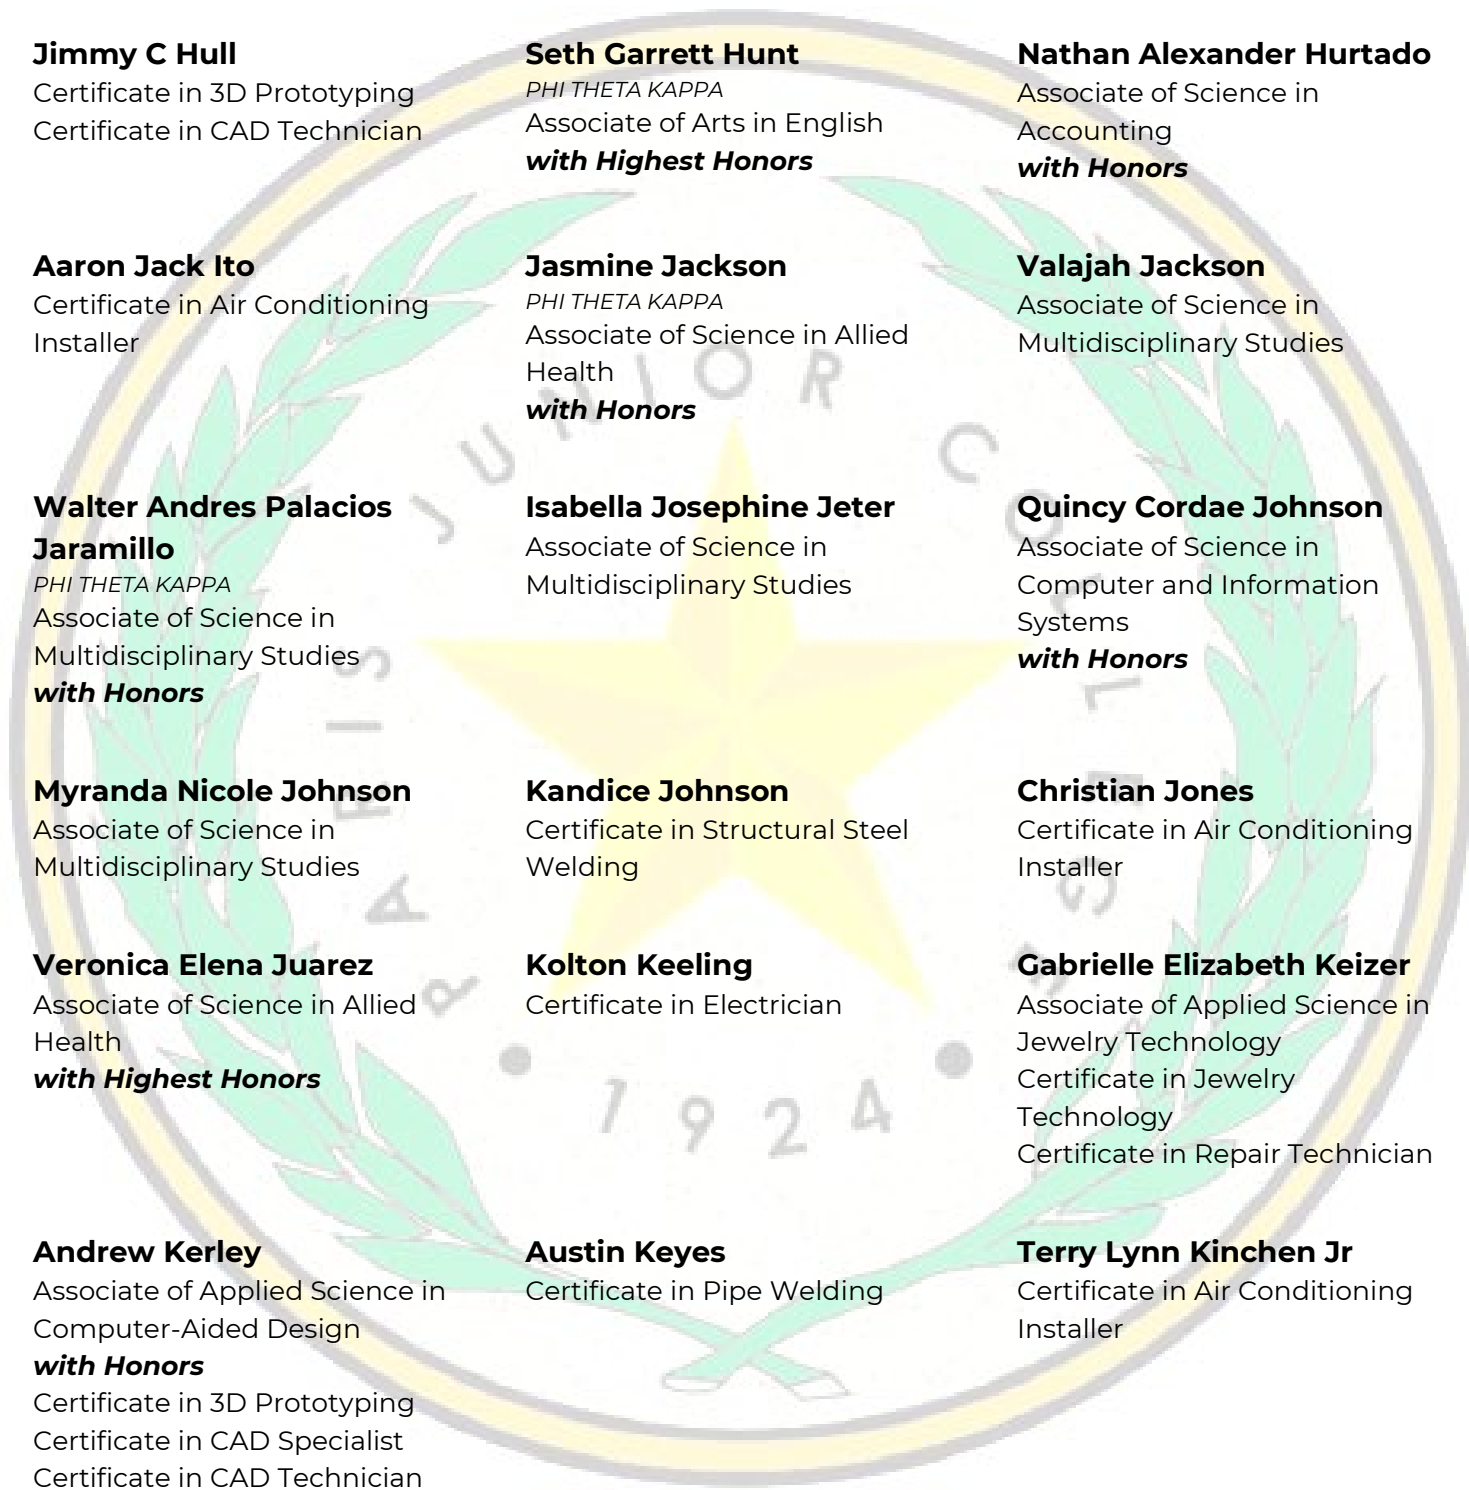 Jimmy C Hull
Certificate in 3D Prototyping
Certificate in CAD Technician
Seth Garrett Hunt
PHI THETA KAPPA
Associate of Arts in English
with Highest Honors
Nathan Alexander Hurtado
Associate of Science in
Accounting
with Honors
Aaron Jack Ito
Certificate in Air Conditioning
Installer
Jasmine Jackson
PHI THETA KAPPA
Associate of Science in Allied
Health
with Honors
Valajah Jackson
Associate of Science in
Multidisciplinary Studies
Walter Andres Palacios
Jaramillo
PHI THETA KAPPA
Associate of Science in
Multidisciplinary Studies
with Honors
Isabella Josephine Jeter
Associate of Science in
Multidisciplinary Studies
Quincy Cordae Johnson
Associate of Science in
Computer and Information
Systems
with Honors
Myranda Nicole Johnson
Associate of Science in
Multidisciplinary Studies
Kandice Johnson
Certificate in Structural Steel
Welding
Christian Jones
Certificate in Air Conditioning
Installer
Veronica Elena Juarez
Associate of Science in Allied
Health
with Highest Honors
Kolton Keeling
Certificate in Electrician
Gabrielle Elizabeth Keizer
Associate of Applied Science in
Jewelry Technology
Certificate in Jewelry
Technology
Certificate in Repair Technician
Andrew Kerley
Associate of Applied Science in
Computer-Aided Design
with Honors
Certificate in 3D Prototyping
Certificate in CAD Specialist
Certificate in CAD Technician
Austin Keyes
Certificate in Pipe Welding
Terry Lynn Kinchen Jr
Certificate in Air Conditioning
Installer
PARIS JUNIOR COLLEGE
• 1924 •